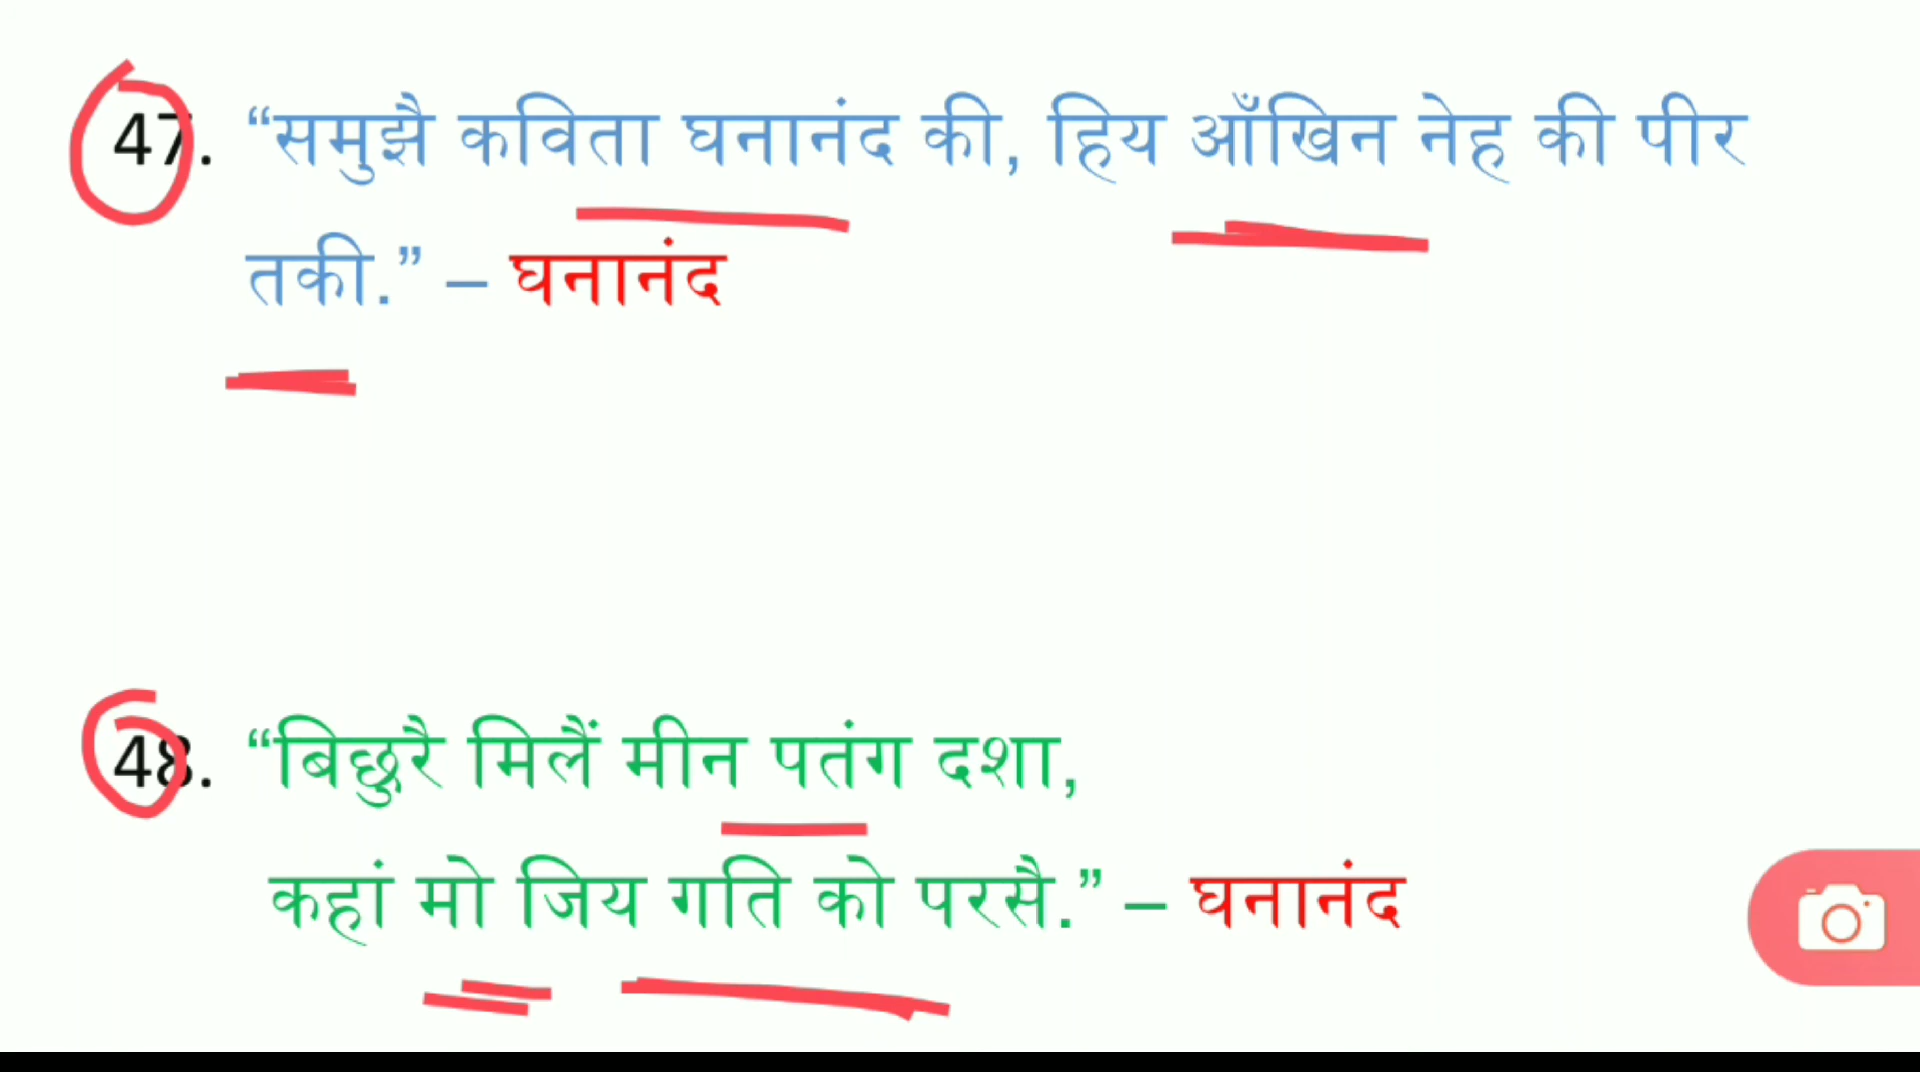 47. “समुझै कविता घनानंद की, हिय आँखिन नेह की पीर
तकी.” – घनानंद
48. “बिछुरै मिलैं मीन पतंग दशा,
कहां मो जिय गति को परसै.” – घनानंद